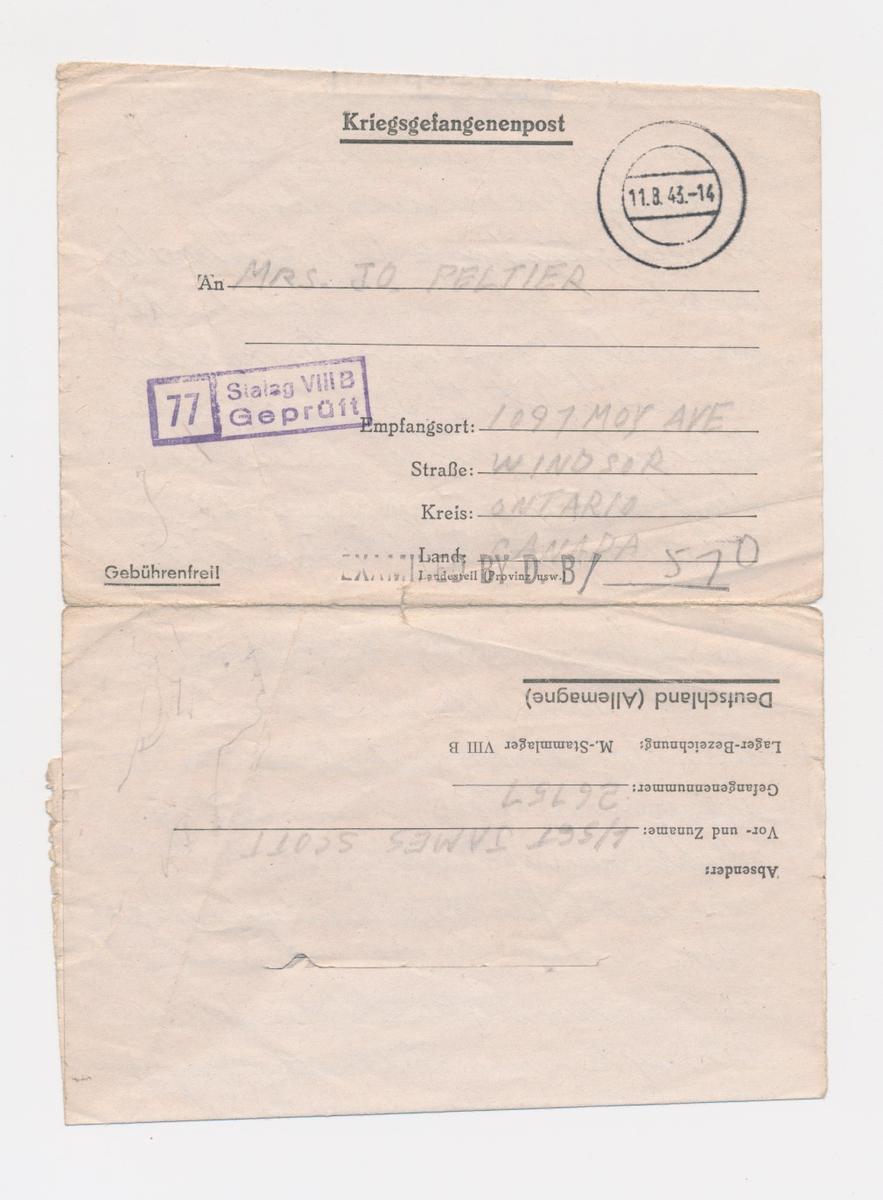 Kriegsgefangenenpost
11.8.43.-14
An MRS. JO PELTIER
77 Stalag VIII B
Geprüft
Empfangsort: 1097 MOY AVE
Straße: WINDSOR
Kreis: ONTARIO
Land: CANADA
Landesteil (Provinz usw.)
Gebührenfrei!
EXAMINED BY D.B/ 510
Deutschland (Allemagne)
Lager-Bezeichnung: M.-Stammlager VIII B
Gefangenennummer: 26757
Vor- und Zuname: L/SGT JAMES SCOTT
Absender: